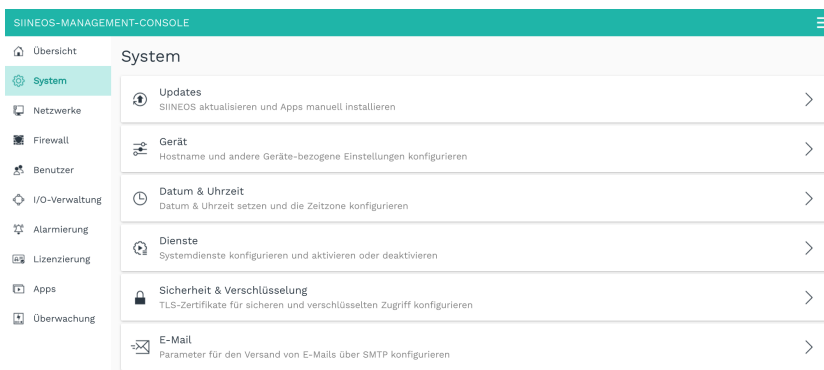 SIINEOS-MANAGEMENT-CONSOLE
Übersicht
System
Netzwerke
Firewall
Benutzer
I/O-Verwaltung
Alarmierung
Lizenzierung
Apps
Überwachung
System
Updates
SIINEOS aktualisieren und Apps manuell installieren
Gerät
Hostname und andere Geräte-bezogene Einstellungen konfigurieren
Datum & Uhrzeit
Datum & Uhrzeit setzen und die Zeitzone konfigurieren
Dienste
Systemdienste konfigurieren und aktivieren oder deaktivieren
Sicherheit & Verschlüsselung
TLS-Zertifikate für sicheren und verschlüsselten Zugriff konfigurieren
E-Mail
Parameter für den Versand von E-Mails über SMTP konfigurieren